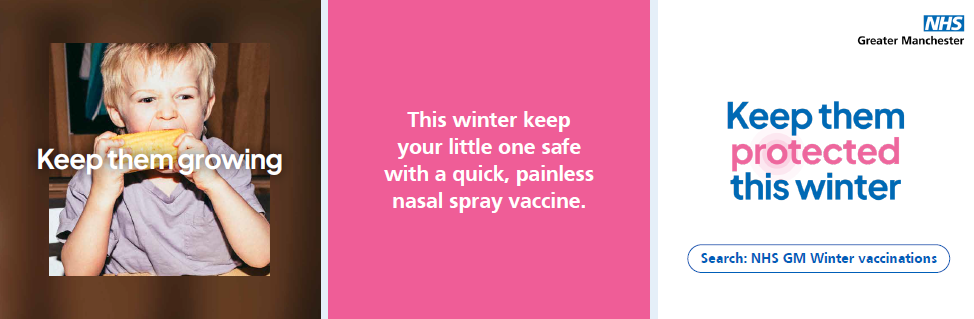 Keep them growing
This winter keep
your little one safe
with a quick, painless
nasal spray vaccine.
NHS
Greater Manchester
Keep them
protected
this winter
Search: NHS GM Winter vaccinations